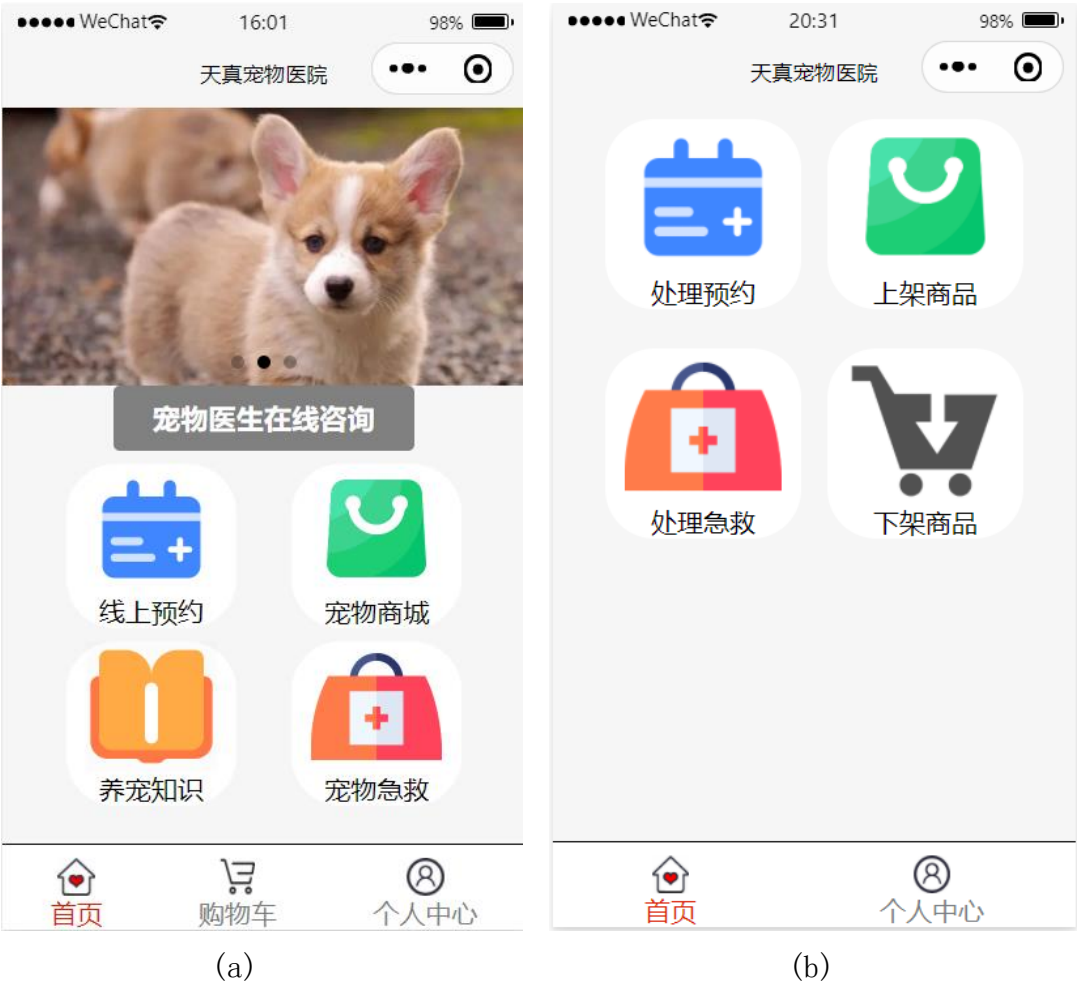 WeChat 16:01 98%
天真宠物医院
宠物医生在线咨询
线上预约 宠物商城
养宠知识 宠物急救
首页 购物车 个人中心
(a)
WeChat 20:31 98%
天真宠物医院
处理预约 上架商品
处理急救 下架商品
首页 个人中心
(b)